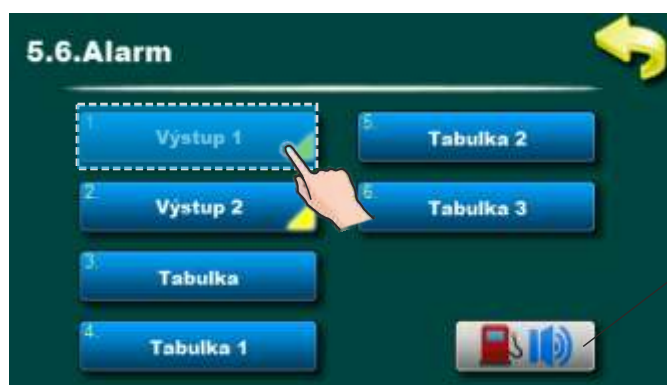 5.6.Alarm
1. Výstup 1
2. Výstup 2
3. Tabulka
4. Tabulka 1
5. Tabulka 2
6. Tabulka 3